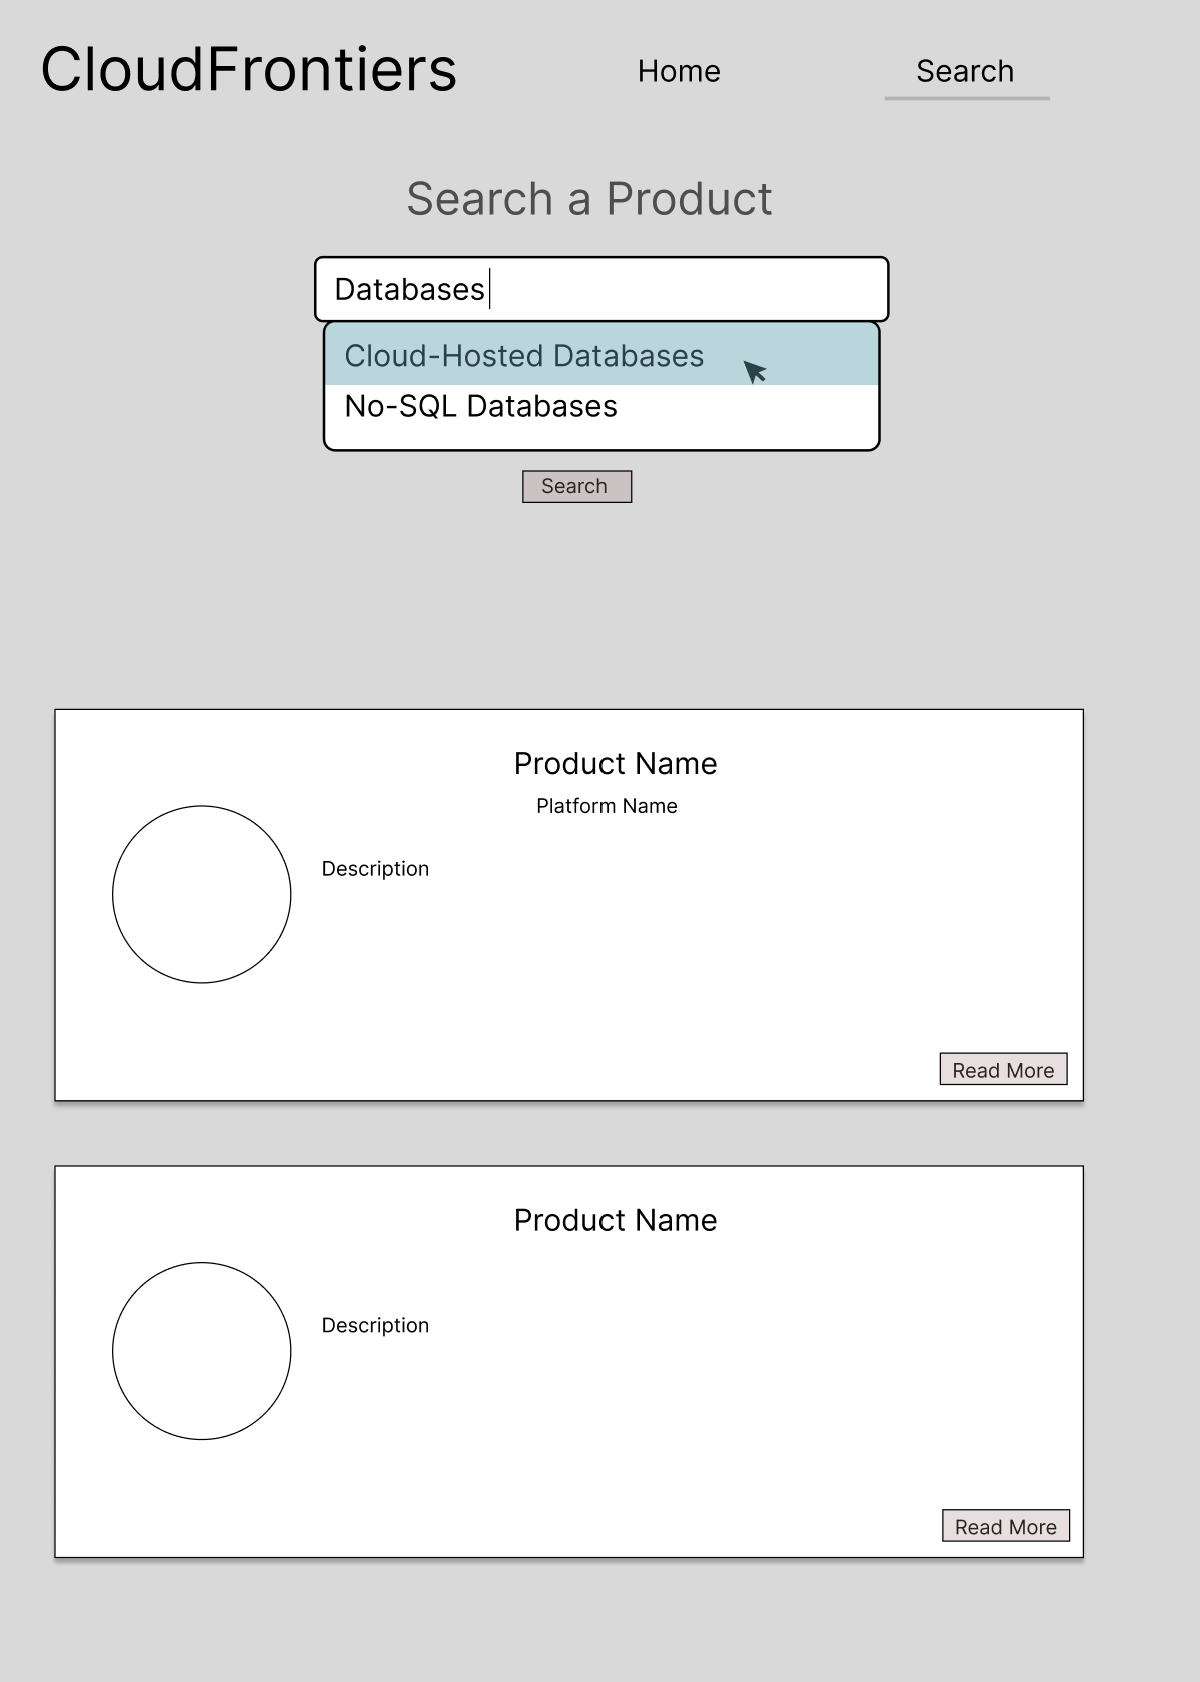 CloudFrontiers Home Search
Search a Product
Databases
Cloud-Hosted Databases
No-SQL Databases
Search
Product Name
Platform Name
Description
Read More
Product Name
Description
Read More